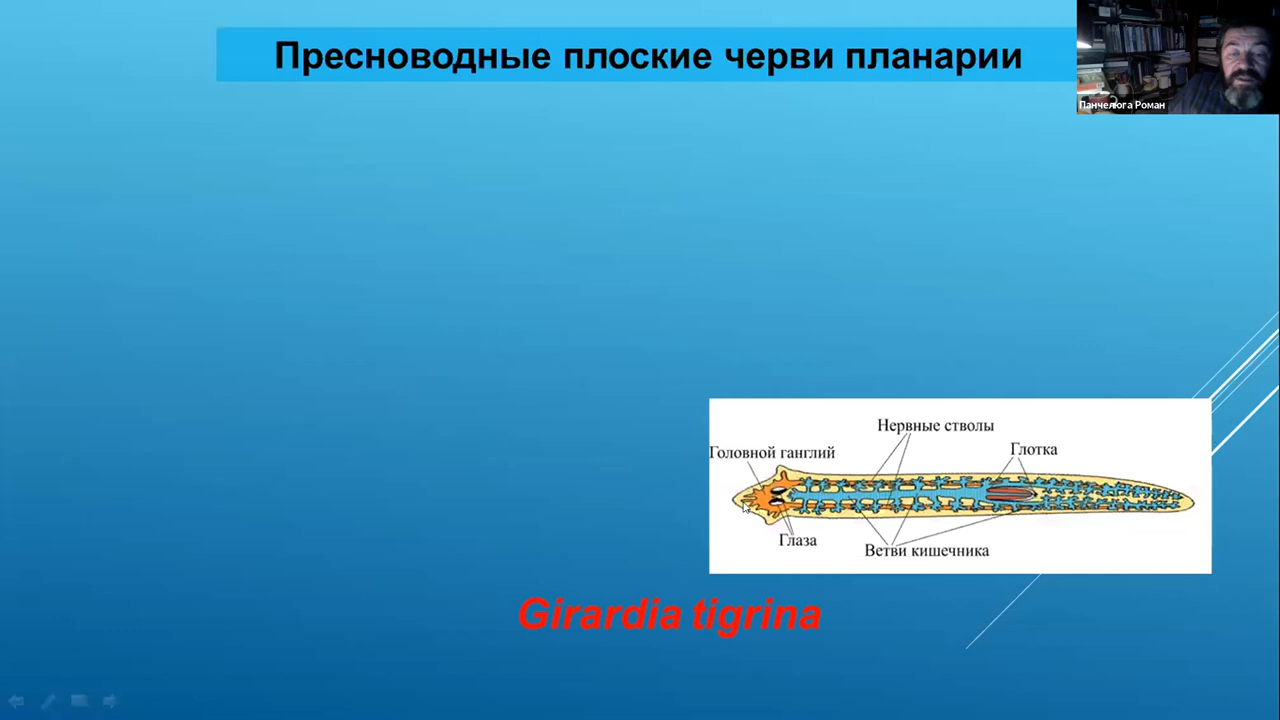 Пресноводные плоские черви планарии
Панчелюга Роман
Нервные стволы
Головной ганглий
Глотка
Глаза
Ветви кишечника
Girardia tigrina